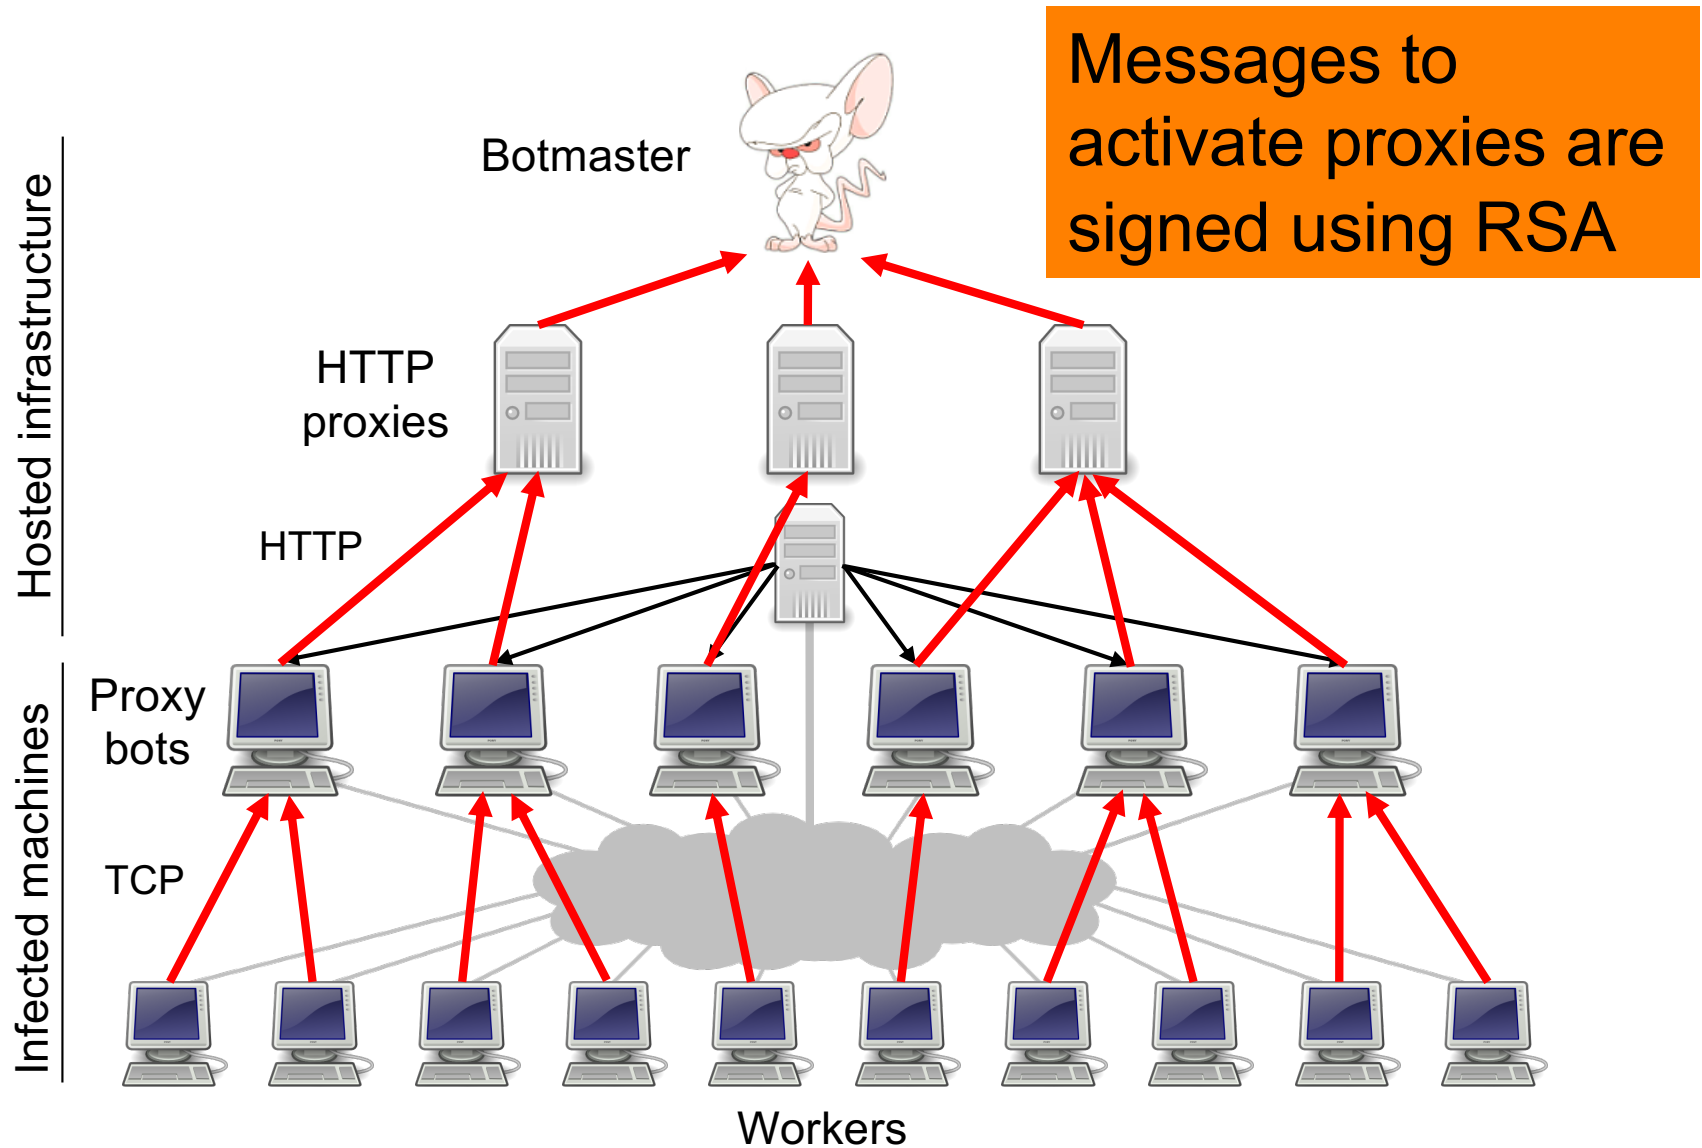 Messages to
activate proxies are
signed using RSA
Botmaster
Hosted infrastructure
HTTP
proxies
HTTP
Proxy
bots
Infected machines
TCP
Workers